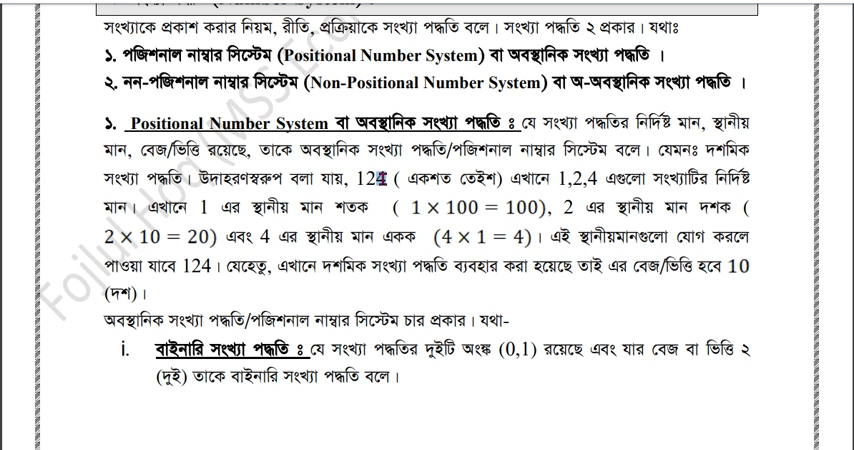 সংখ্যাকে প্রকাশ করার নিয়ম, রীতি, প্রক্রিয়াকে সংখ্যা পদ্ধতি বলে। সংখ্যা পদ্ধতি ২ প্রকার। যথাঃ
১. পজিশনাল নাম্বার সিস্টেম (Positional Number System) বা অবস্থানিক সংখ্যা পদ্ধতি ।
২. নন-পজিশনাল নাম্বার সিস্টেম (Non-Positional Number System) বা অ-অবস্থানিক সংখ্যা পদ্ধতি ।
১. Positional Number System বা অবস্থানিক সংখ্যা পদ্ধতি ঃ যে সংখ্যা পদ্ধতির নির্দিষ্ট মান, স্থানীয়
মান, বেজ/ভিত্তি রয়েছে, তাকে অবস্থানিক সংখ্যা পদ্ধতি/পজিশনাল নাম্বার সিস্টেম বলে। যেমনঃ দশমিক
সংখ্যা পদ্ধতি। উদাহরণস্বরুপ বলা যায়, 124 ( একশত তেইশ) এখানে 1,2,4 এগুলো সংখ্যাটির নির্দিষ্ট
মান। এখানে 1 এর স্থানীয় মান শতক ( 1 × 100 = 100), 2 এর স্থানীয় মান দশক (
2 × 10 = 20) এবং 4 এর স্থানীয় মান একক (4 × 1 = 4)। এই স্থানীয়মানগুলো যোগ করলে
পাওয়া যাবে 124। যেহেতু, এখানে দশমিক সংখ্যা পদ্ধতি ব্যবহার করা হয়েছে তাই এর বেজ/ভিত্তি হবে 10
(দশ)।
অবস্থানিক সংখ্যা পদ্ধতি/পজিশনাল নাম্বার সিস্টেম চার প্রকার। যথা-
i. বাইনারি সংখ্যা পদ্ধতি ঃ যে সংখ্যা পদ্ধতির দুইটি অংঙ্ক (0,1) রয়েছে এবং যার বেজ বা ভিত্তি ২
(দুই) তাকে বাইনারি সংখ্যা পদ্ধতি বলে।
Fojlul Hoq (MSS Eco